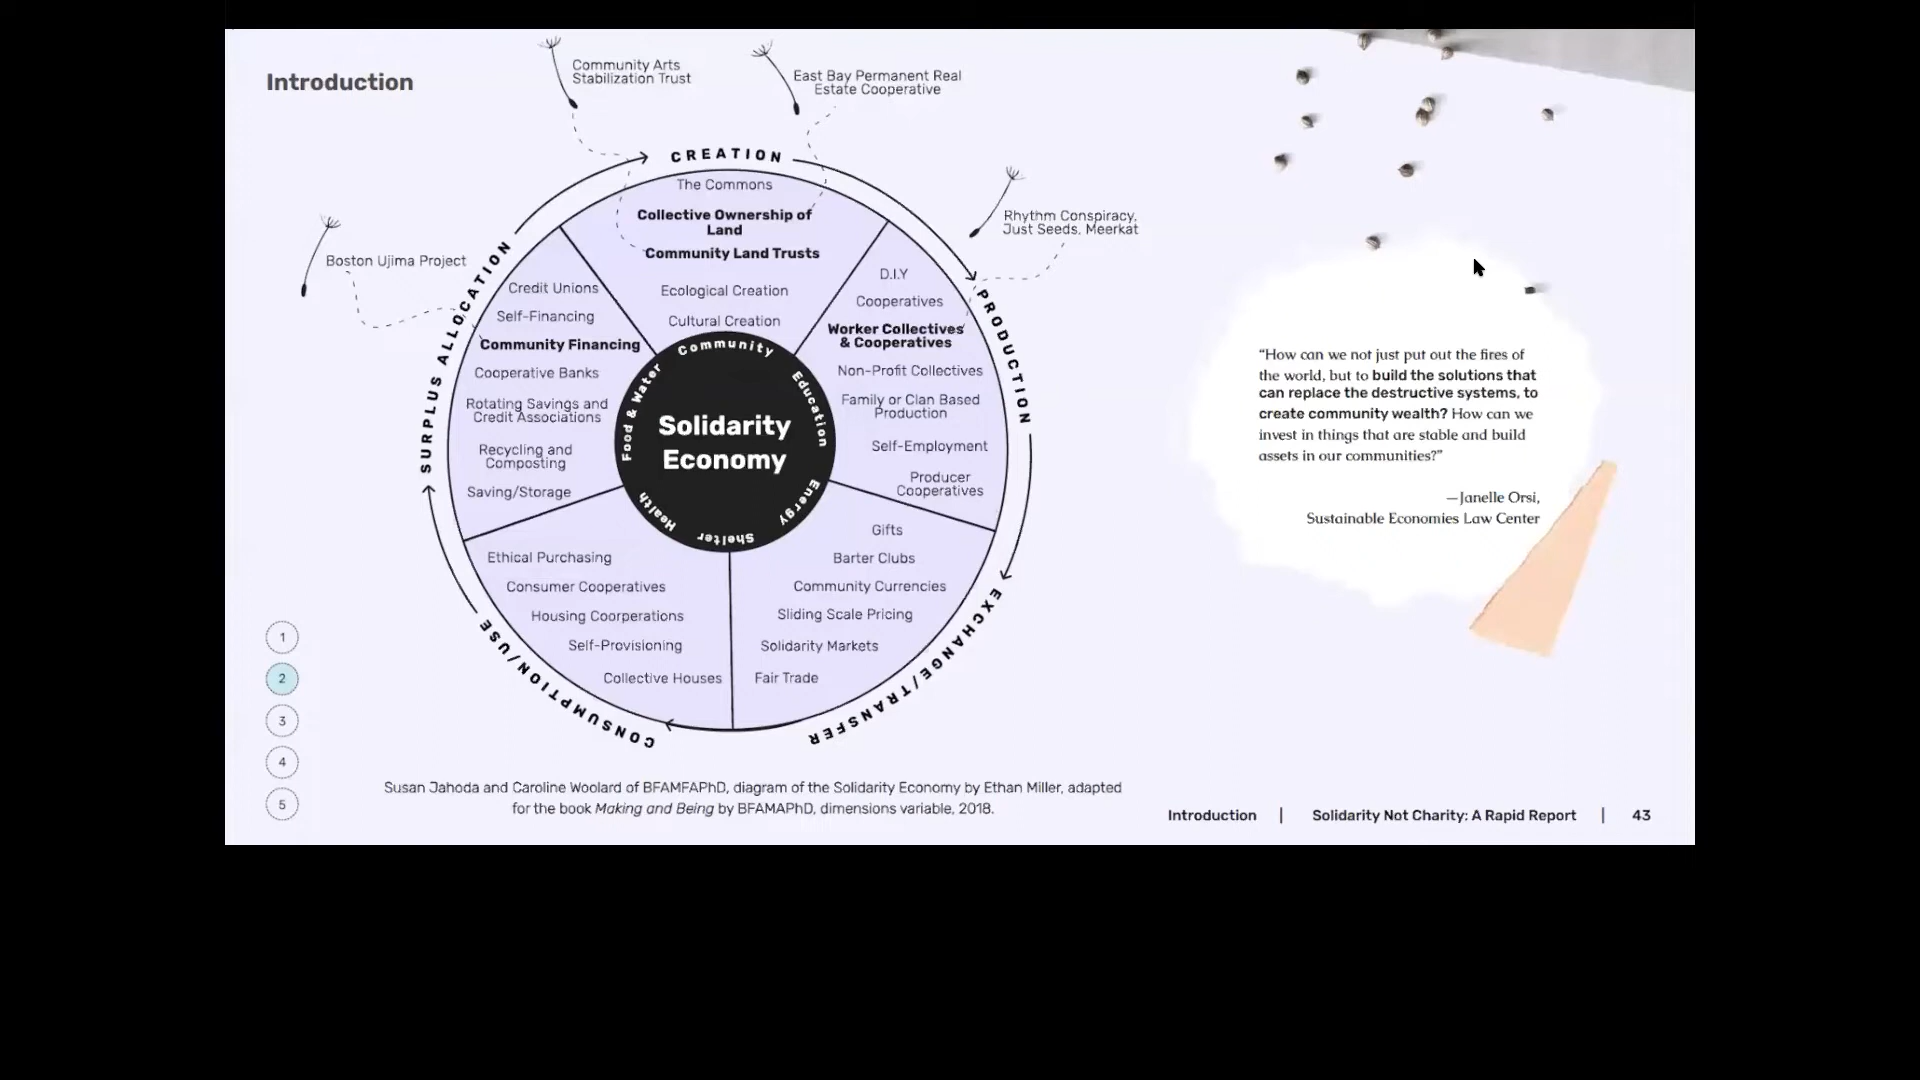 Introduction
Community Arts
Stabilization Trust
East Bay Permanent Real
Estate Cooperative
Rhythm Conspiracy,
Just Seeds, Meerkat
Boston Ujima Project
CREATION
The Commons
Collective Ownership of
Land
Community Land Trusts
Ecological Creation
Cultural Creation
PRODUCTION
D.I.Y
Cooperatives
Worker Collectives
& Cooperatives
Non-Profit Collectives
Family or Clan Based
Production
Self-Employment
Producer
Cooperatives
EXCHANGE/TRANSFER
Gifts
Barter Clubs
Community Currencies
Sliding Scale Pricing
Solidarity Markets
Fair Trade
CONSUMPTION/USE
Ethical Purchasing
Consumer Cooperatives
Housing Coorperations
Self-Provisioning
Collective Houses
SURPLUS ALLOCATION
Credit Unions
Self-Financing
Community Financing
Cooperative Banks
Rotating Savings and
Credit Associations
Recycling and
Composting
Saving/Storage
Solidarity
Economy
Community
Education
Energy
Shelter
Health
Food & Water
“How can we not just put out the fires of
the world, but to build the solutions that
can replace the destructive systems, to
create community wealth? How can we
invest in things that are stable and build
assets in our communities?”
—Janelle Orsi,
Sustainable Economies Law Center
1
2
3
4
5
Susan Jahoda and Caroline Woolard of BFAMFAPhD, diagram of the Solidarity Economy by Ethan Miller, adapted
for the book Making and Being by BFAMAPhD, dimensions variable, 2018.
Introduction | Solidarity Not Charity: A Rapid Report | 43